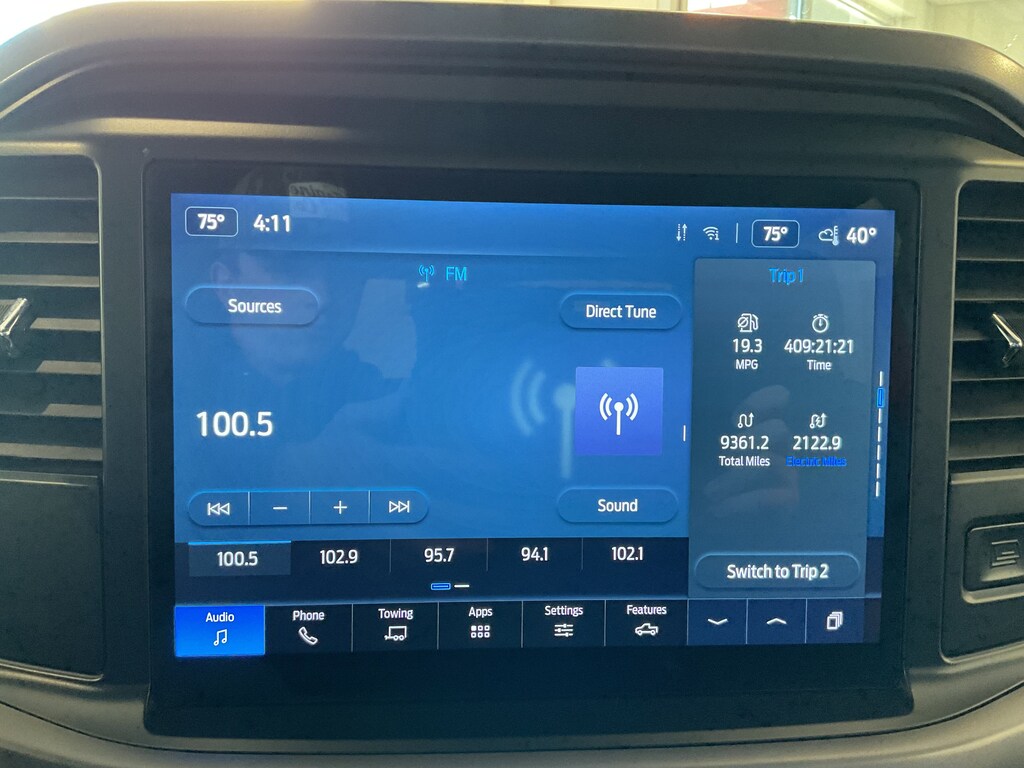 75° 4:11 75° 40°
FM
Trip 1
Sources
Direct Tune
19.3 409:21:21
MPG Time
100.5
9361.2 2122.9
Total Miles Electric Miles
Sound
100.5 102.9 95.7 94.1 102.1
Switch to Trip 2
Audio Phone Towing Apps Settings Features